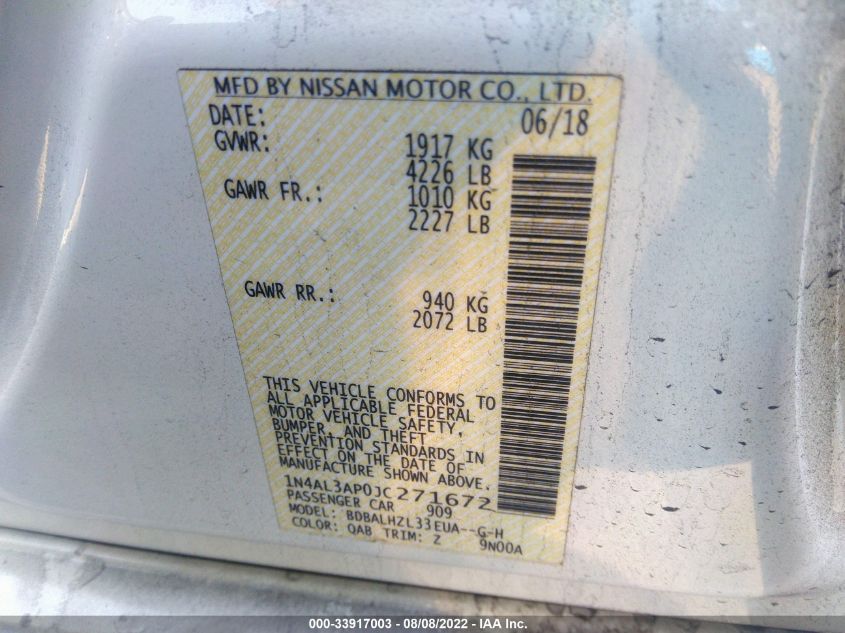 MFD BY NISSAN MOTOR CO., LTD.
DATE: 06/18
GVWR: 1917 KG
4226 LB
GAWR FR.: 1010 KG
2227 LB
GAWR RR.: 940 KG
2072 LB
THIS VEHICLE CONFORMS TO
ALL APPLICABLE FEDERAL
MOTOR VEHICLE SAFETY,
BUMPER, AND THEFT
PREVENTION STANDARDS IN
EFFECT ON THE DATE OF
MANUFACTURE SHOWN ABOVE.
1N4AL3AP0JC271672
PASSENGER CAR 909
MODEL: BDBALHZL33EUA--G-H
COLOR: QAB TRIM: Z 9N00A
000-33917003 - 08/08/2022 - IAA Inc.